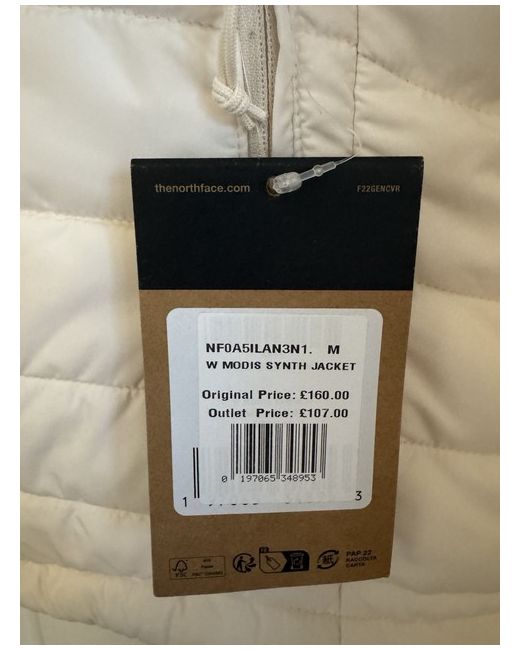 thenorthface.com
F22GENCVR
NF0A5ILAN3N1. M
W MODIS SYNTH JACKET
Original Price: £160.00
Outlet Price: £107.00
0 197065 348953
1
3
FSC
PAP 22
RACCOLTA
CARTA